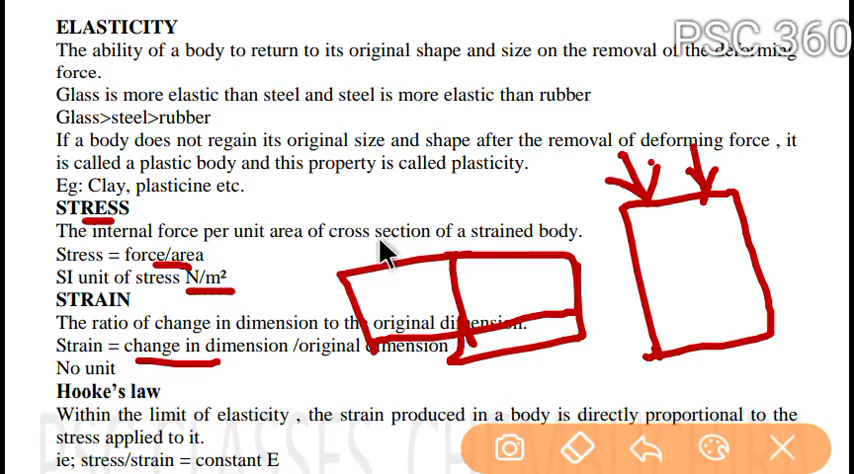 PSC 360
ELASTICITY
The ability of a body to return to its original shape and size on the removal of the deforming
force.
Glass is more elastic than steel and steel is more elastic than rubber
Glass>steel>rubber
If a body does not regain its original size and shape after the removal of deforming force , it
is called a plastic body and this property is called plasticity.
Eg: Clay, plasticine etc.
STRESS
The internal force per unit area of cross section of a strained body.
Stress = force/area
SI unit of stress N/m²
STRAIN
The ratio of change in dimension to the original dimension.
Strain = change in dimension /original dimension
No unit
Hooke's law
Within the limit of elasticity , the strain produced in a body is directly proportional to the
stress applied to it.
ie; stress/strain = constant E